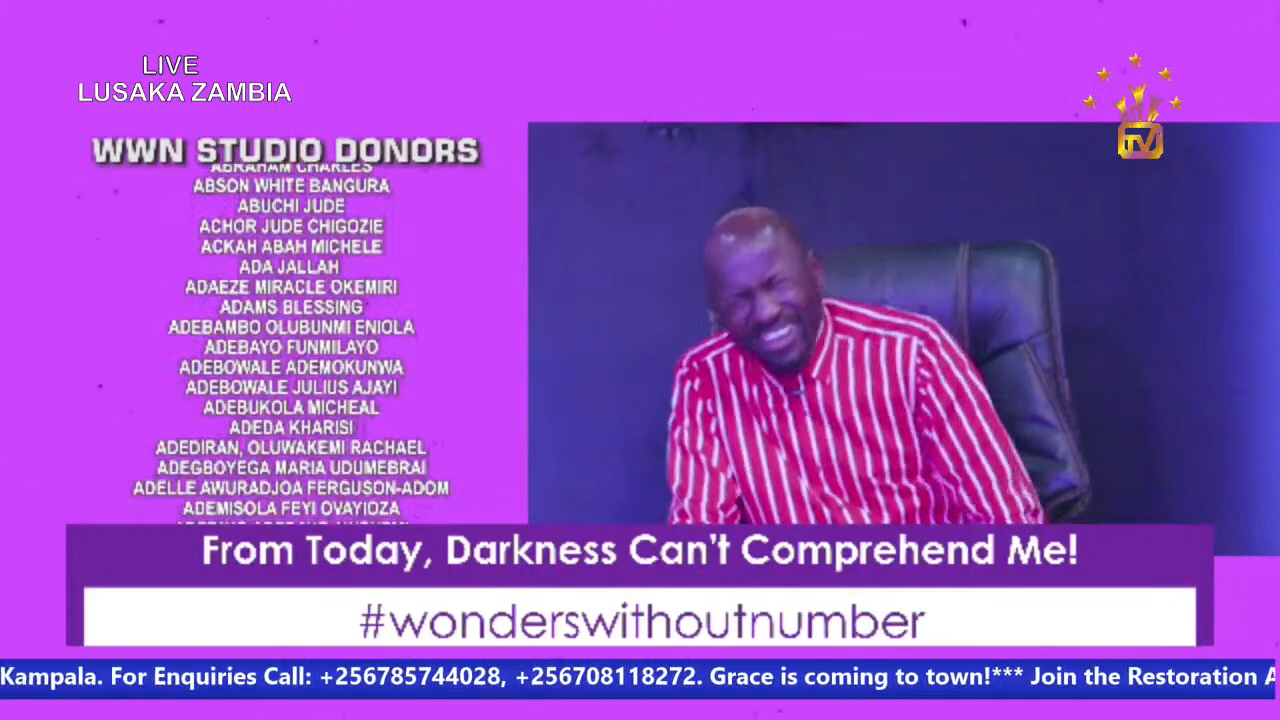 LIVE
LUSAKA ZAMBIA
TV
WWN STUDIO DONORS
ABRAHAM CHARLES
ABSON WHITE BANGURA
ABUCHI JUDE
ACHOR JUDE CHIGOZIE
ACKAH ABAH MICHELE
ADA JALLAH
ADAEZE MIRACLE OKEMIRI
ADAMS BLESSING
ADEBAMBO OLUBUNMI ENIOLA
ADEBAYO FUNMILAYO
ADEBOWALE ADEMOKUNWA
ADEBOWALE JULIUS AJAYI
ADEBUKOLA MICHEAL
ADEDA KHARISI
ADEDIRAN, OLUWAKEMI RACHAEL
ADEGBOYEGA MARIA UDUMEBRAI
ADELLE AWURADJOA FERGUSON-ADOM
ADEMISOLA FEYI OVAYIOZA
From Today, Darkness Can't Comprehend Me!
#wonderswithoutnumber
Kampala. For Enquiries Call: +256785744028, +256708118272. Grace is coming to town!*** Join the Restoration A